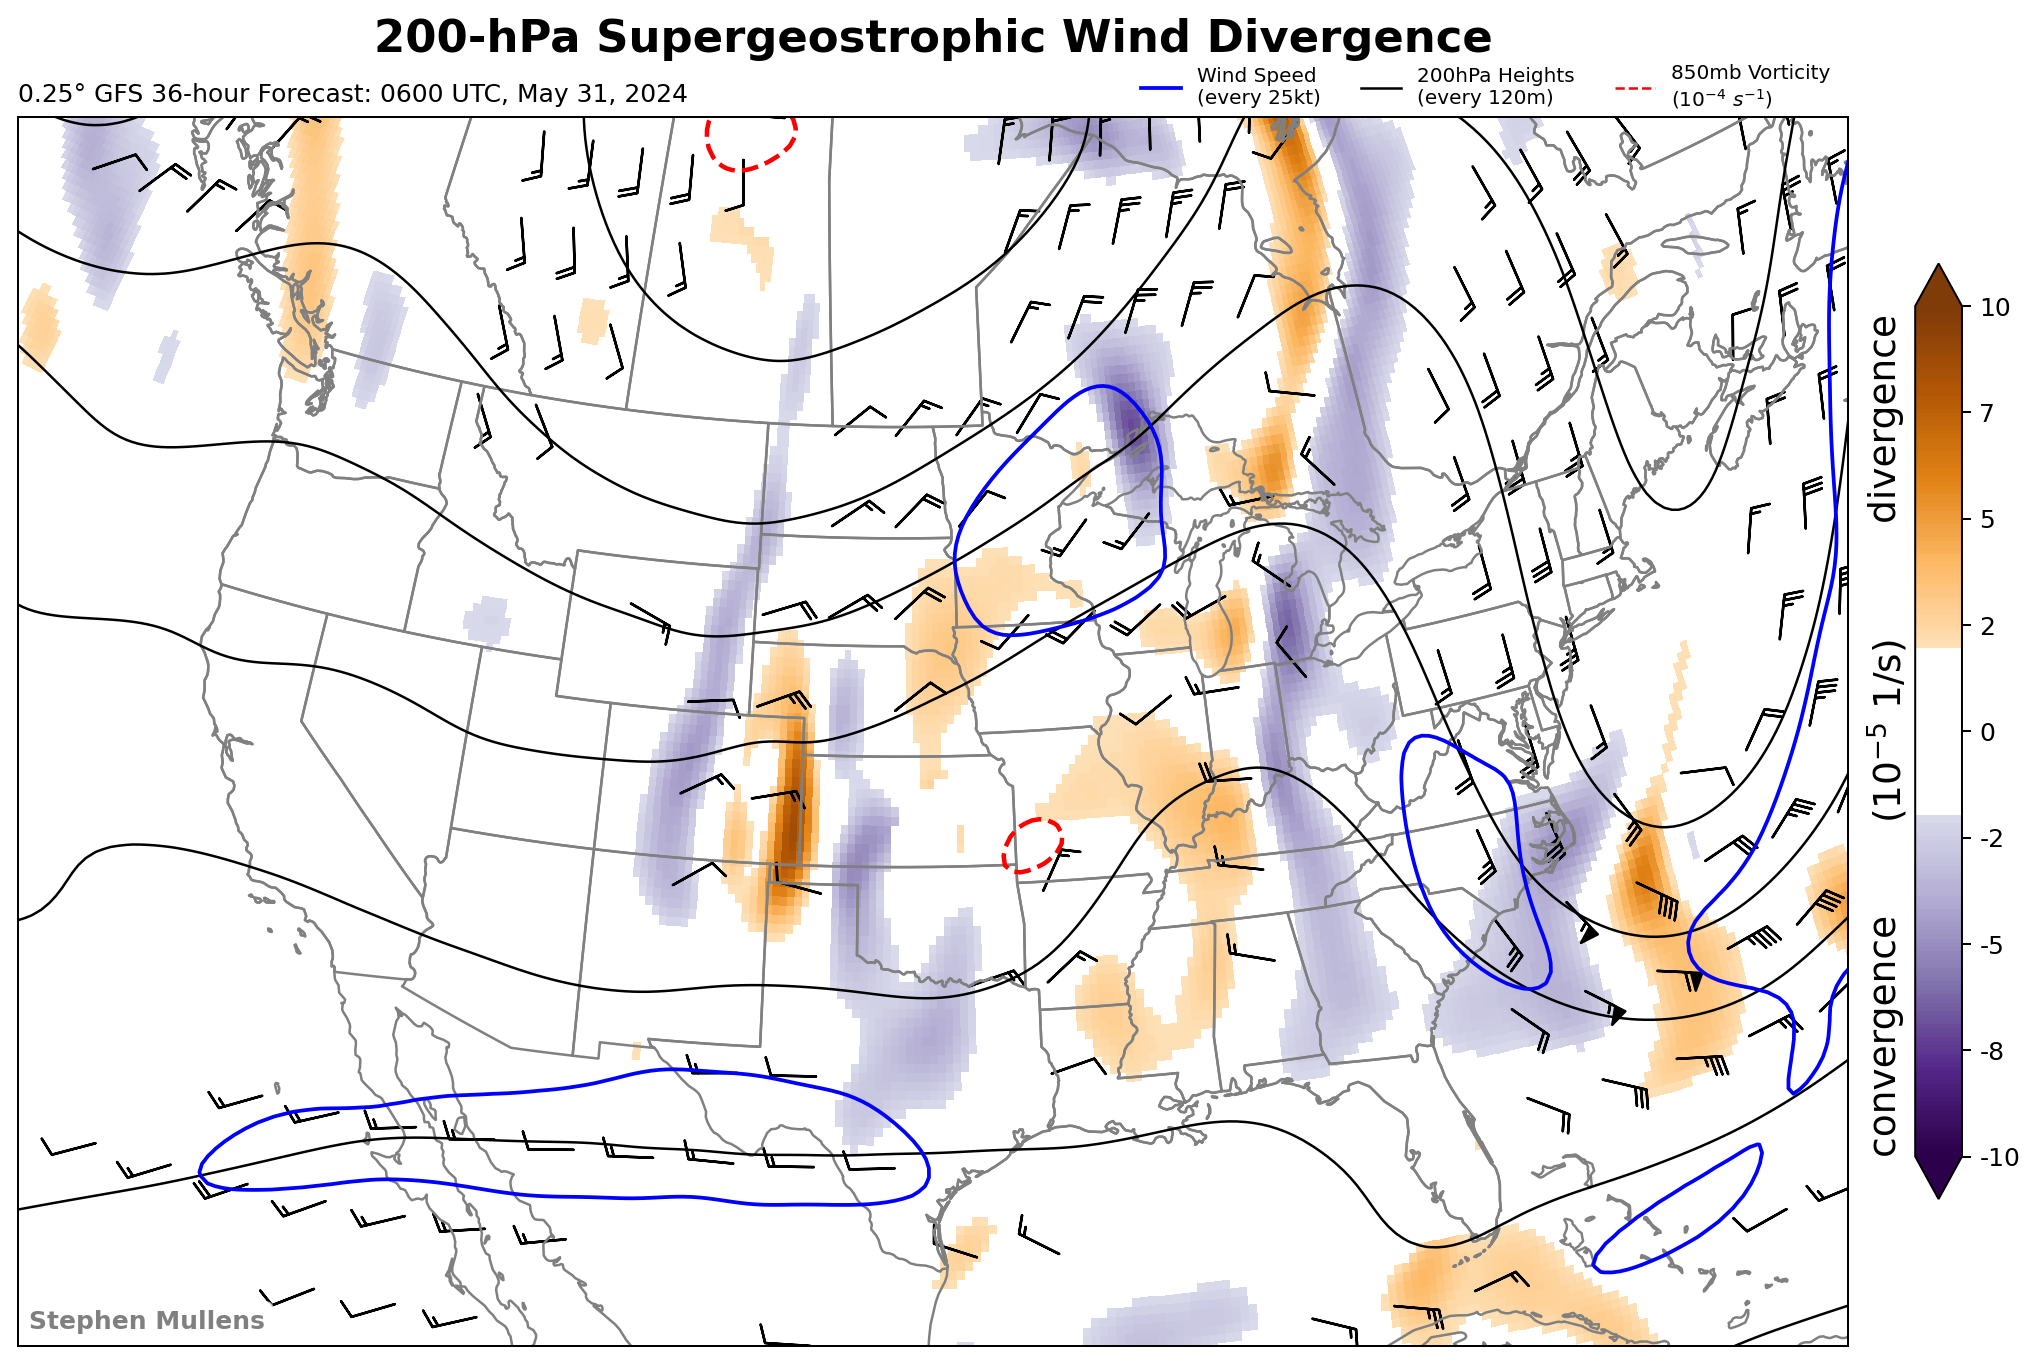 200-hPa Supergeostrophic Wind Divergence
0.25° GFS 36-hour Forecast: 0600 UTC, May 31, 2024
Wind Speed
(every 25kt)
200hPa Heights
(every 120m)
850mb Vorticity
(10⁻⁴ s⁻¹)
10
7
5
2
0
-2
-5
-8
-10
convergence (10⁻⁵ 1/s) divergence
Stephen Mullens